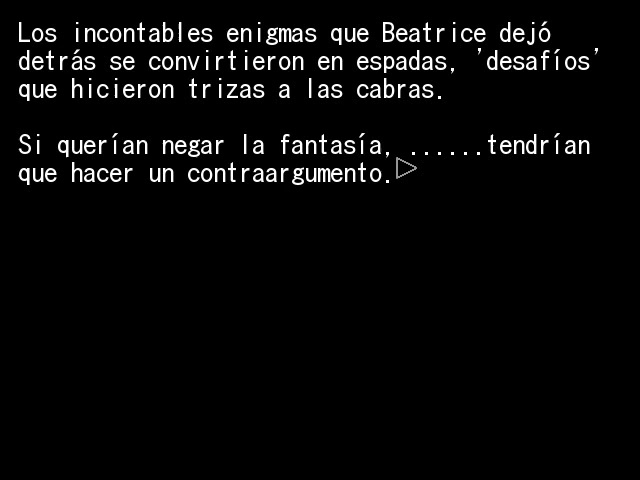 Los incontables enigmas que Beatrice dejó
detrás se convirtieron en espadas, 'desafíos'
que hicieron trizas a las cabras.
Si querían negar la fantasía, ......tendrían
que hacer un contraargumento.